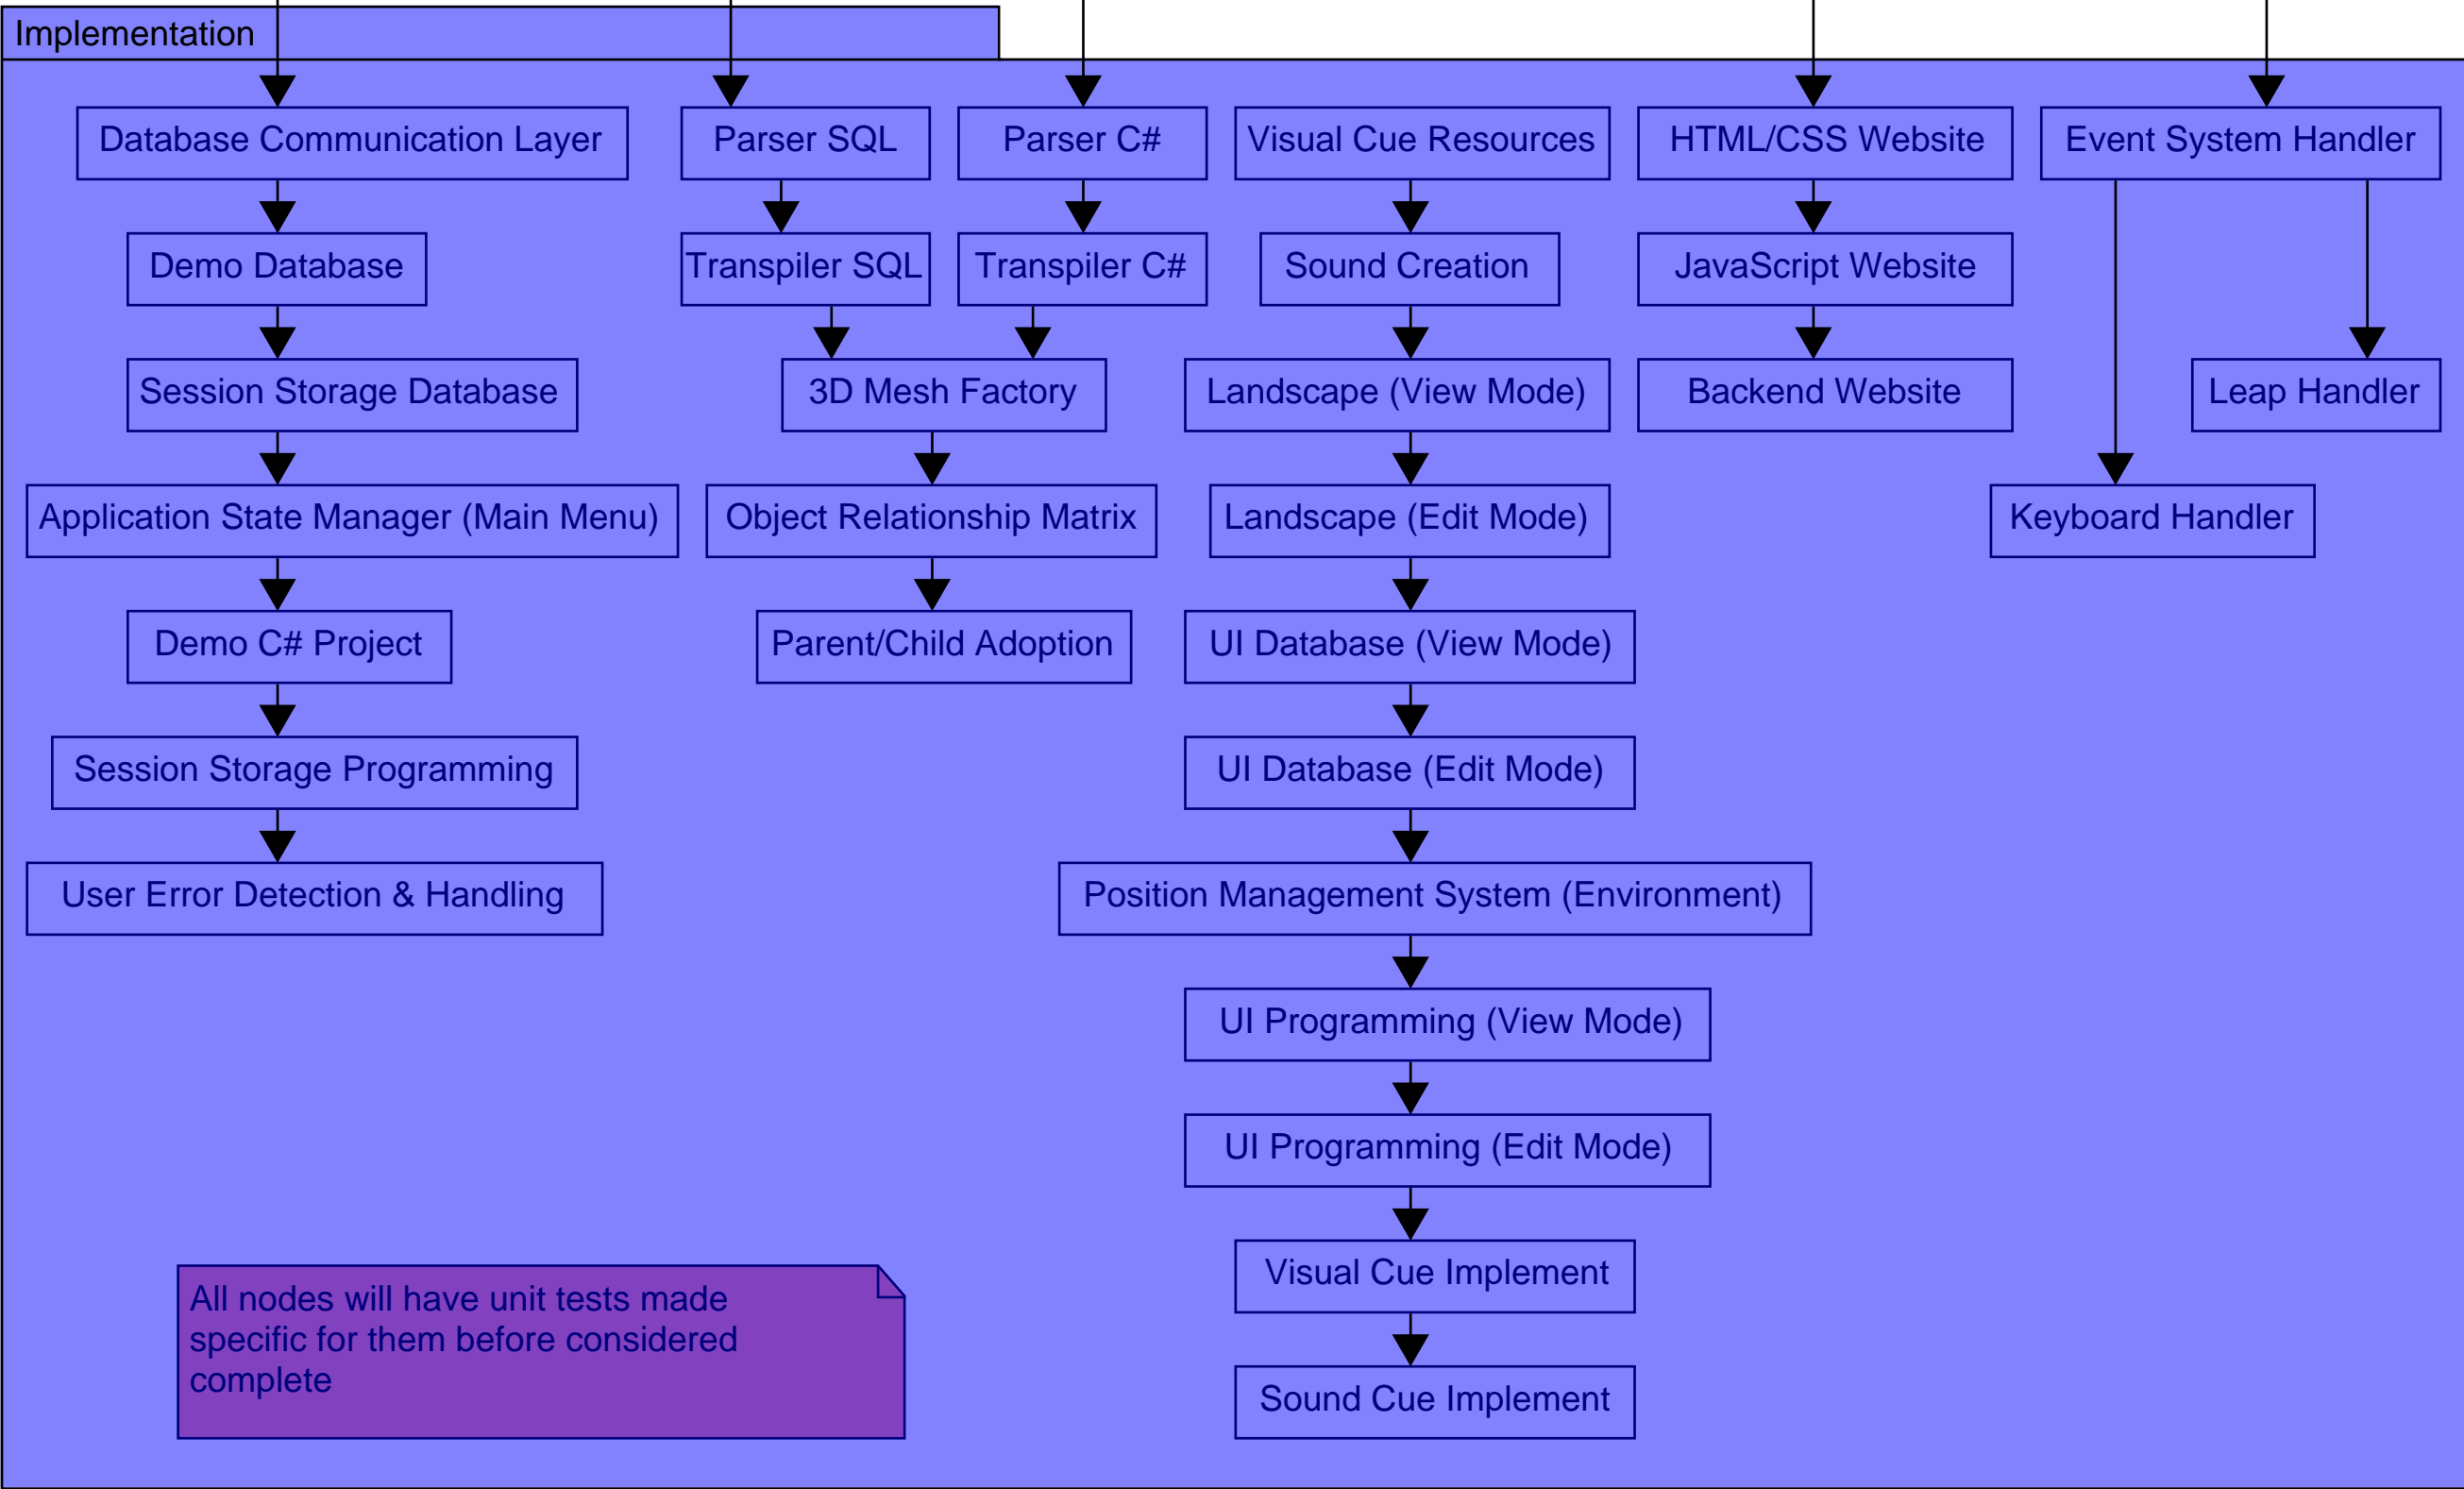 Implementation
Database Communication Layer
Parser SQL
Parser C#
Visual Cue Resources
HTML/CSS Website
Event System Handler
Demo Database
Transpiler SQL
Transpiler C#
Sound Creation
JavaScript Website
Session Storage Database
3D Mesh Factory
Landscape (View Mode)
Backend Website
Leap Handler
Application State Manager (Main Menu)
Object Relationship Matrix
Landscape (Edit Mode)
Keyboard Handler
Demo C# Project
Parent/Child Adoption
UI Database (View Mode)
Session Storage Programming
UI Database (Edit Mode)
User Error Detection & Handling
Position Management System (Environment)
UI Programming (View Mode)
UI Programming (Edit Mode)
Visual Cue Implement
All nodes will have unit tests made
specific for them before considered
complete
Sound Cue Implement